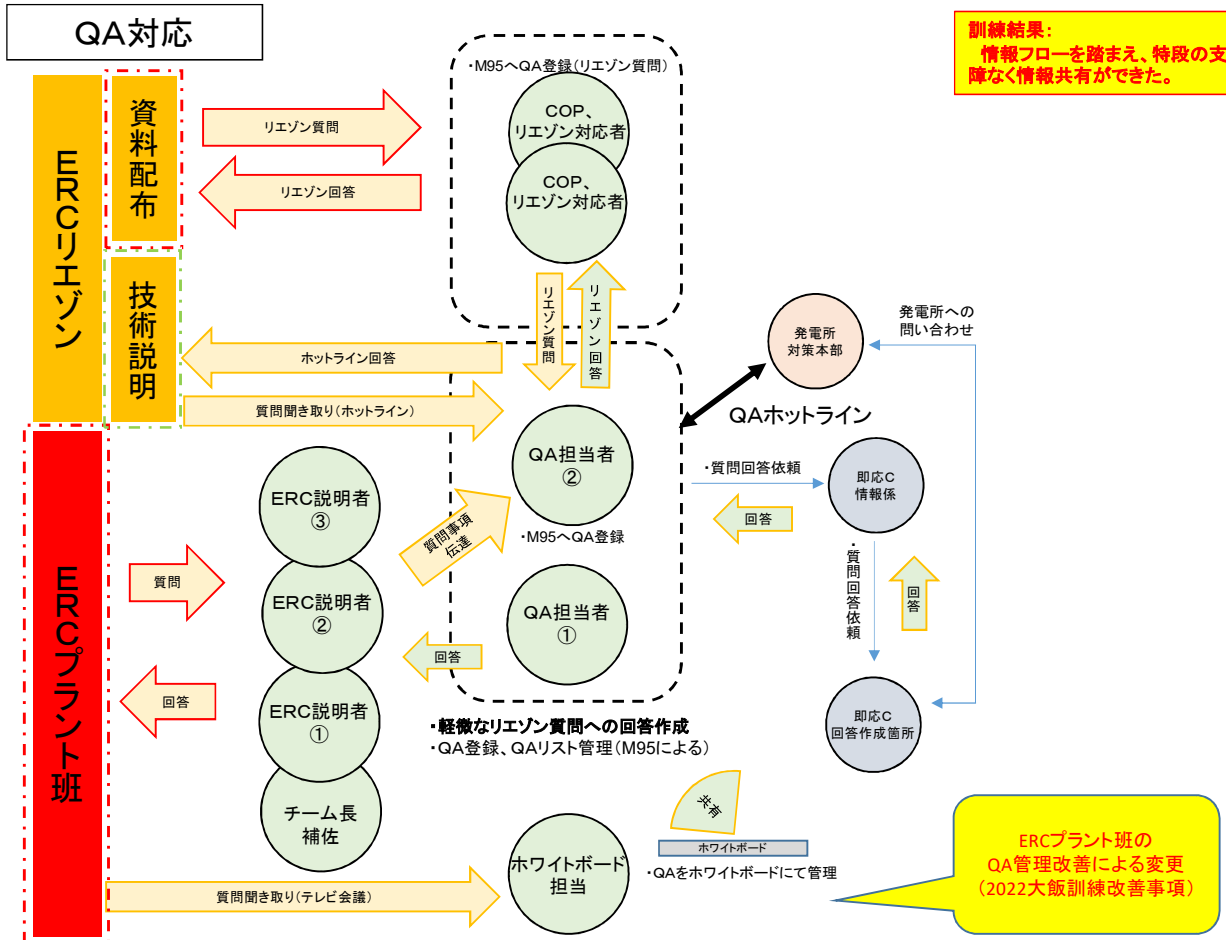 QA対応
訓練結果：
情報フローを踏まえ、特段の支
障なく情報共有ができた。
ERCリエゾン
資料配布
技術説明
ERCプラント班
リエゾン質問
リエゾン回答
・M95へQA登録(リエゾン質問)
COP、
リエゾン対応者
COP、
リエゾン対応者
リエゾン質問
リエゾン回答
ホットライン回答
質問聞き取り(ホットライン)
発電所
対策本部
発電所への
問い合わせ
QAホットライン
QA担当者
②
・M95へQA登録
・質問回答依頼
回答
即応C
情報係
ERC説明者
③
質問事項
伝達
質問
ERC説明者
②
QA担当者
①
回答
・質問回答依頼
回答
回答
ERC説明者
①
即応C
回答作成箇所
・軽微なリエゾン質問への回答作成
・QA登録、QAリスト管理(M95による)
チーム長
補佐
共有
ホワイトボード
・QAをホワイトボードにて管理
ホワイトボード
担当
質問聞き取り(テレビ会議)
ERCプラント班の
QA管理改善による変更
(2022大飯訓練改善事項)